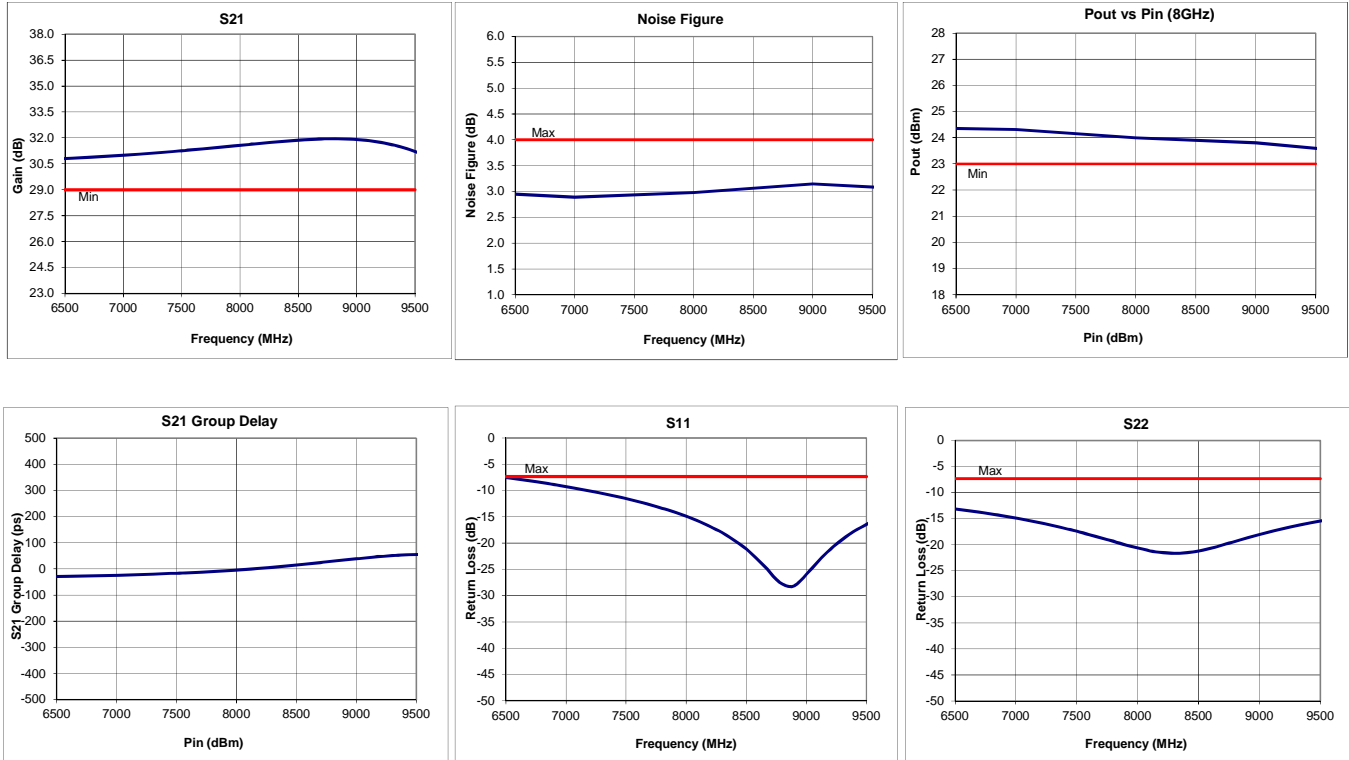 S21
Gain (dB)
38.0
35.5
33.0
30.5
29.0
27.5
26.0
24.5
23.0
Min
6500 7000 7500 8000 8500 9000 9500
Frequency (MHz)
Noise Figure
Noise Figure (dB)
6.0
5.5
5.0
4.5
4.0
3.5
3.0
2.5
2.0
1.5
1.0
Max
6500 7000 7500 8000 8500 9000 9500
Frequency (MHz)
Pout vs Pin (8GHz)
Pout (dBm)
28
27
26
25
24
23
22
21
20
19
18
Min
6500 7000 7500 8000 8500 9000 9500
Pin (dBm)
S21 Group Delay
S21 Group Delay (ps)
500
400
300
200
100
0
-100
-200
-300
-400
-500
6500 7000 7500 8000 8500 9000 9500
Pin (dBm)
S11
Return Loss (dB)
0
-5
-10
-15
-20
-25
-30
-35
-40
-45
-50
Max
6500 7000 7500 8000 8500 9000 9500
Frequency (MHz)
S22
Return Loss (dB)
0
-5
-10
-15
-20
-25
-30
-35
-40
-45
-50
Max
6500 7000 7500 8000 8500 9000 9500
Frequency (MHz)